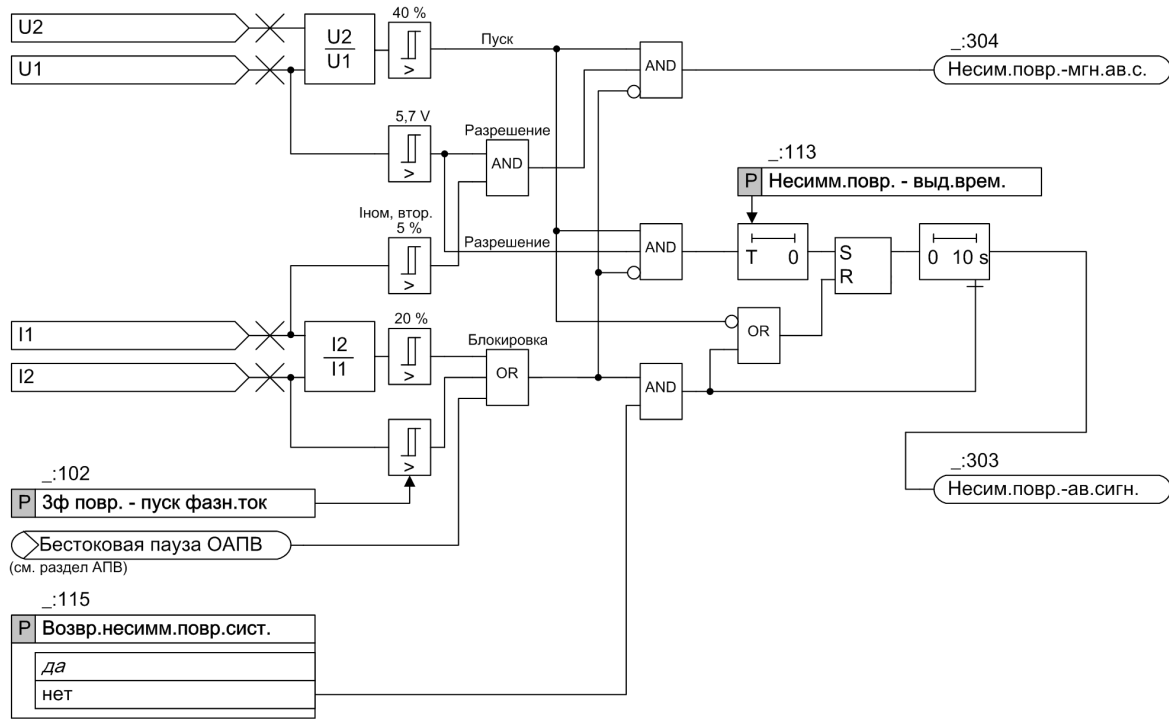 U2
U1
U2
U1
40 %
>
Пуск
AND
_:304
Несим.повр.-мгн.ав.с.
5,7 V
>
Разрешение
AND
_:113
P Несимм.повр. - выд.врем.
Iном, втор.
5 %
>
Разрешение
AND
T 0
S
R
0 10 s
I1
I2
I2
I1
20 %
>
Блокировка
OR
OR
AND
>
_:102
P 3ф повр. - пуск фазн.ток
_:303
Несим.повр.-ав.сигн.
Бестоковая пауза ОАПВ
(см. раздел АПВ)
_:115
P Возвр.несимм.повр.сист.
да
нет